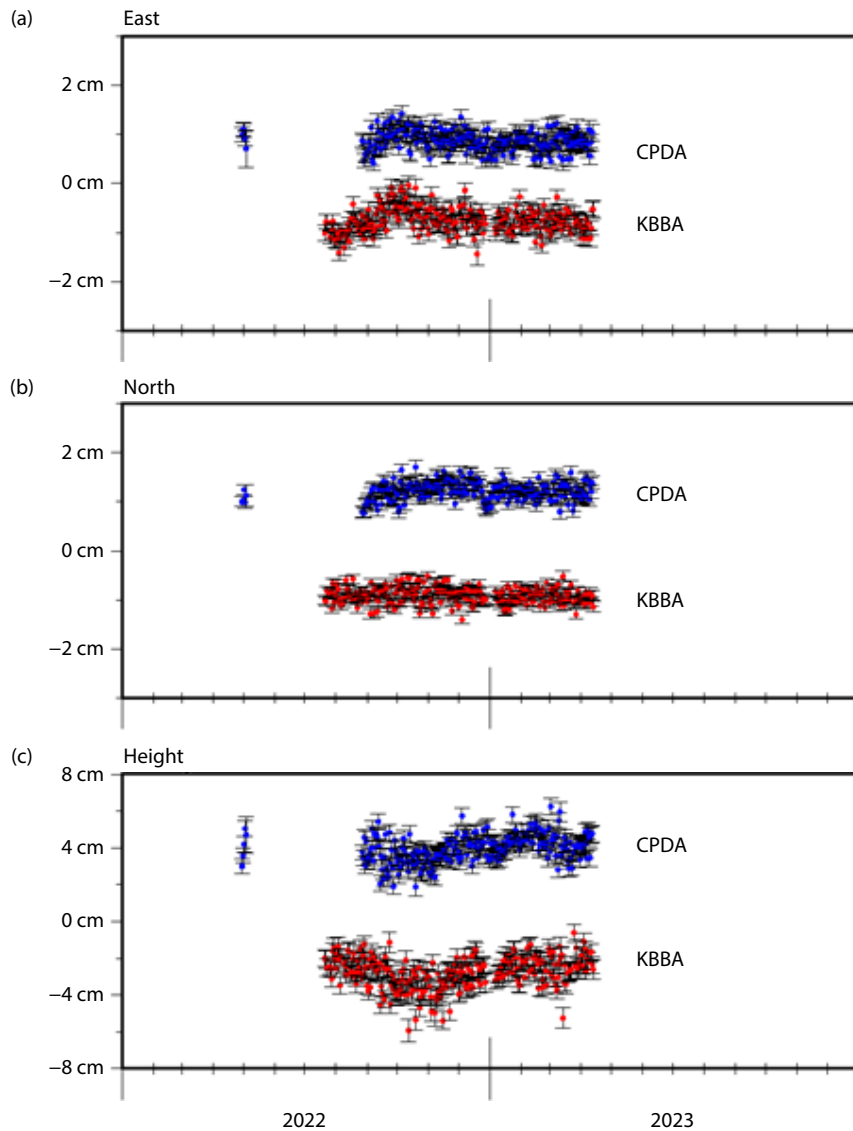 (a) East
2 cm
0 cm
−2 cm
CPDA
KBBA
(b) North
2 cm
0 cm
−2 cm
CPDA
KBBA
(c) Height
8 cm
4 cm
0 cm
−4 cm
−8 cm
CPDA
KBBA
2022 2023